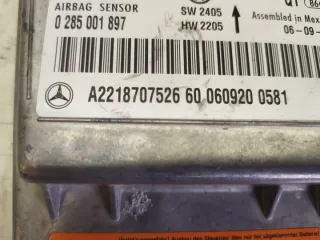 AIRBAG SENSOR
0 285 001 897
SW 2405
HW 2205
QT
Assembled in Mex
06-09-
A2218707526 60 060920 0581